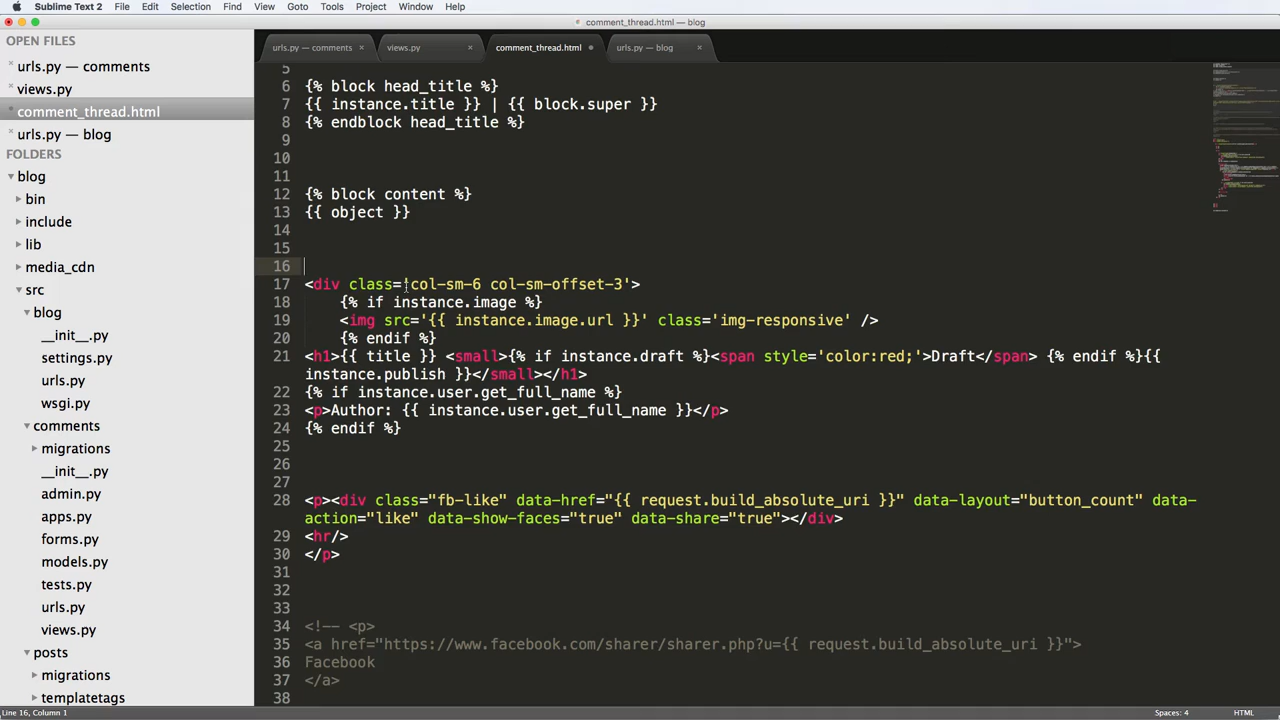 Sublime Text 2 File Edit Selection Find View Goto Tools Project Window Help
comment_thread.html — blog
OPEN FILES
urls.py — comments
views.py
comment_thread.html
urls.py — blog
FOLDERS
blog
bin
include
lib
media_cdn
src
blog
__init__.py
settings.py
urls.py
wsgi.py
comments
migrations
__init__.py
admin.py
apps.py
forms.py
models.py
tests.py
urls.py
views.py
posts
migrations
templatetags
urls.py — comments views.py comment_thread.html urls.py — blog
5
6 {% block head_title %}
7 {{ instance.title }} | {{ block.super }}
8 {% endblock head_title %}
9
10
11
12 {% block content %}
13 {{ object }}
14
15
16
17 <div class='col-sm-6 col-sm-offset-3'>
18 {% if instance.image %}
19 <img src='{{ instance.image.url }}' class='img-responsive' />
20 {% endif %}
21 <h1>{{ title }} <small>{% if instance.draft %}<span style='color:red;'>Draft</span> {% endif %}{{
instance.publish }}</small></h1>
22 {% if instance.user.get_full_name %}
23 <p>Author: {{ instance.user.get_full_name }}</p>
24 {% endif %}
25
26
27
28 <p><div class="fb-like" data-href="{{ request.build_absolute_uri }}" data-layout="button_count" data-
action="like" data-show-faces="true" data-share="true"></div>
29 <hr/>
30 </p>
31
32
33
34 <!-- <p>
35 <a href="https://www.facebook.com/sharer/sharer.php?u={{ request.build_absolute_uri }}">
36 Facebook
37 </a>
38
Line 16, Column 1 Spaces: 4 HTML